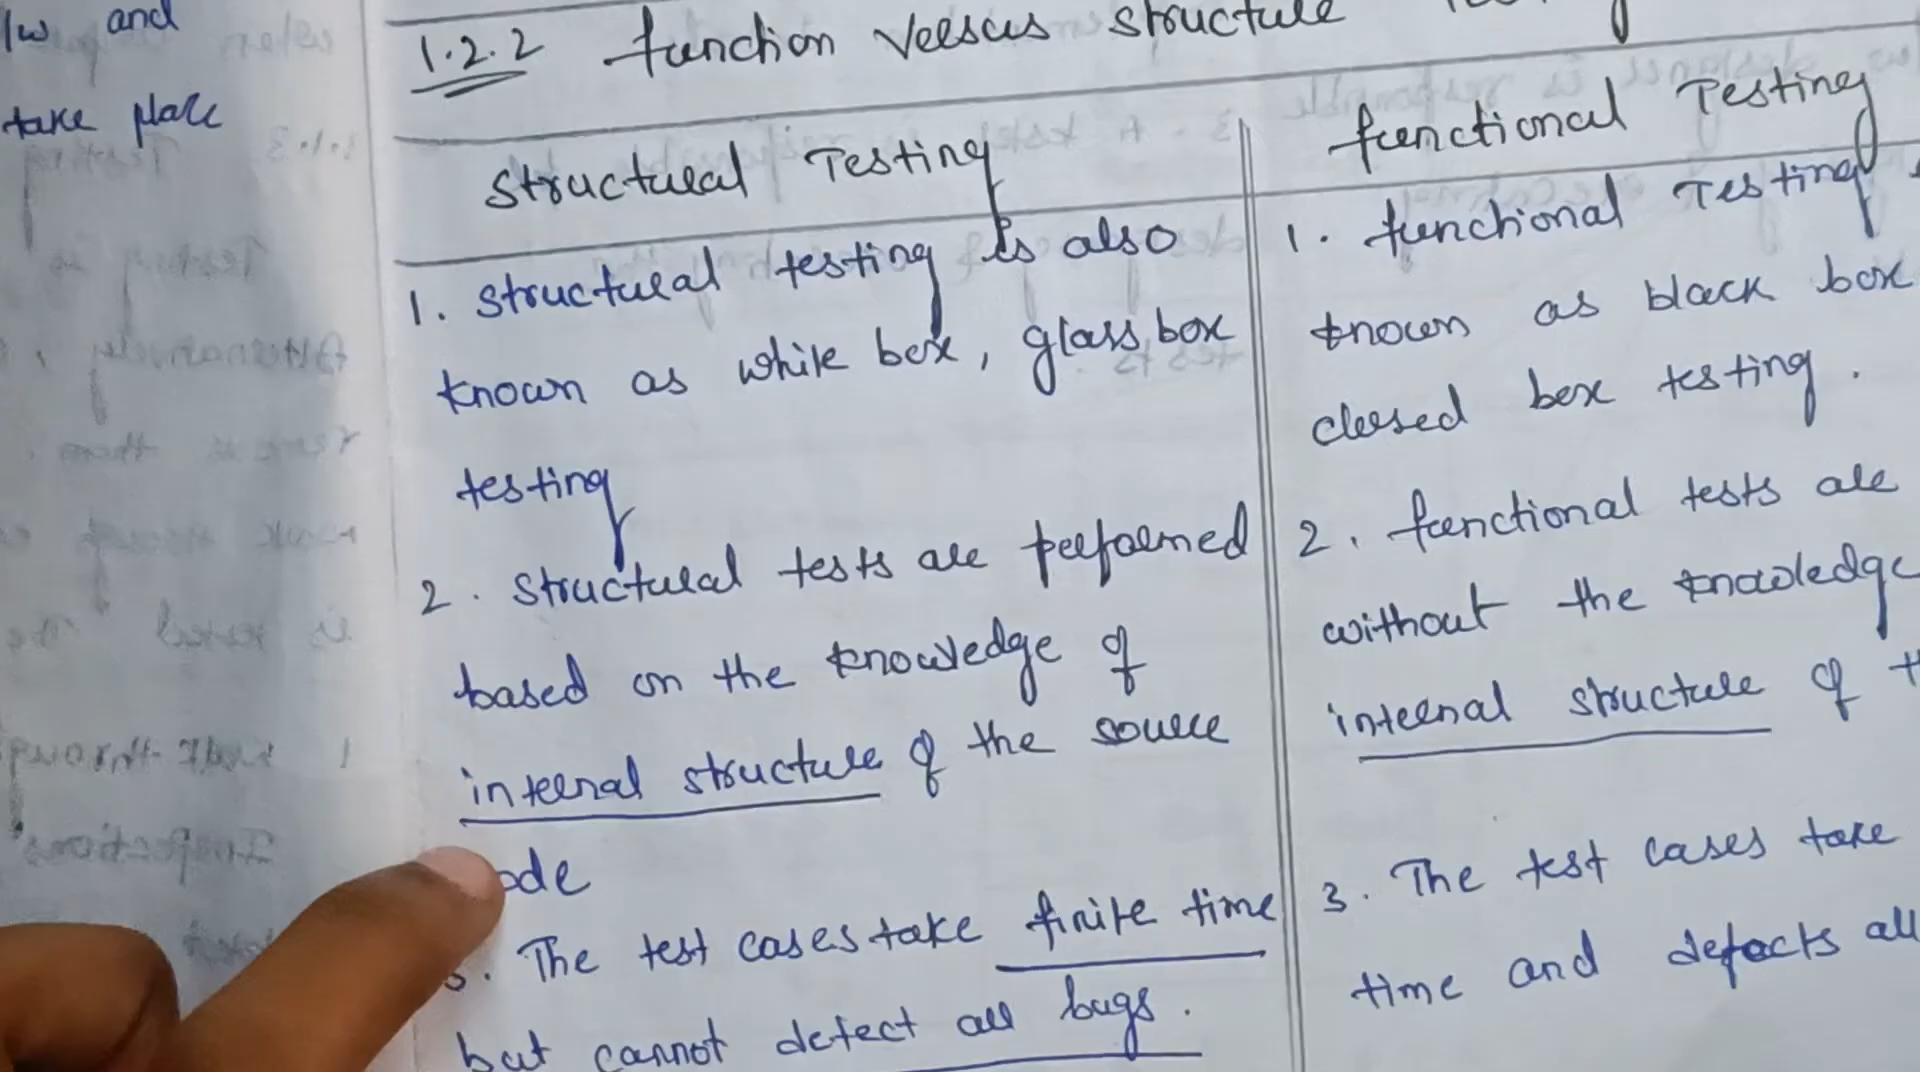 1w and
take place
1.2.2 function versus structure
structural Testing
1. structural testing is also
known as white box, glass box
testing
2. structural tests are performed
based on the knowledge of
internal structure of the source
ode
3. The test cases take finite time
but cannot detect all bugs.
functional Testing
1. functional Testing
known as black box
closed box testing.
2. functional tests are
without the knowledge
internal structure of t
3. The test cases take
time and defects all